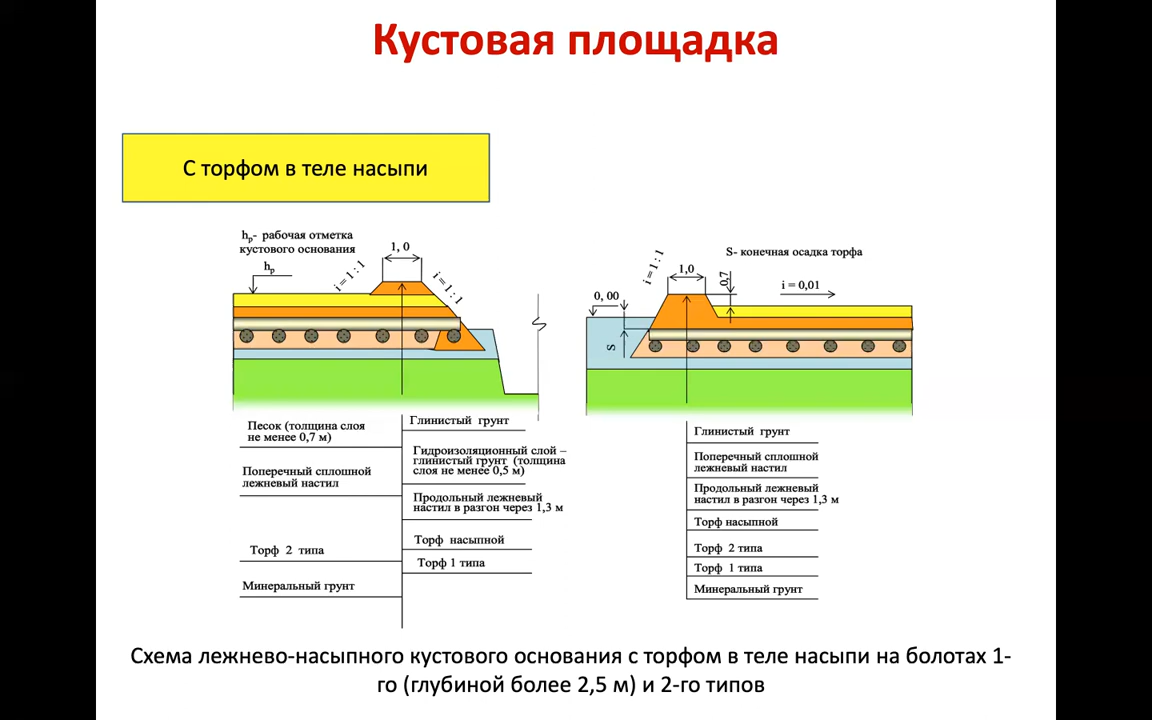 Кустовая площадка
С торфом в теле насыпи
hр- рабочая отметка
кустового основания
hр
1, 0
i = 1 : 1
i = 1 : 1
Песок (толщина слоя
не менее 0,7 м)
Поперечный сплошной
лежневый настил
Торф 2 типа
Минеральный грунт
Глинистый грунт
Гидроизоляционный слой –
глинистый грунт (толщина
слоя не менее 0,5 м)
Продольный лежневый
настил в разгон через 1,3 м
Торф насыпной
Торф 1 типа
S- конечная осадка торфа
i = 1 : 1
1,0
0,7
i = 0,01
0, 00
S
Глинистый грунт
Поперечный сплошной
лежневый настил
Продольный лежневый
настил в разгон через 1,3 м
Торф насыпной
Торф 2 типа
Торф 1 типа
Минеральный грунт
Схема лежнево-насыпного кустового основания с торфом в теле насыпи на болотах 1-
го (глубиной более 2,5 м) и 2-го типов